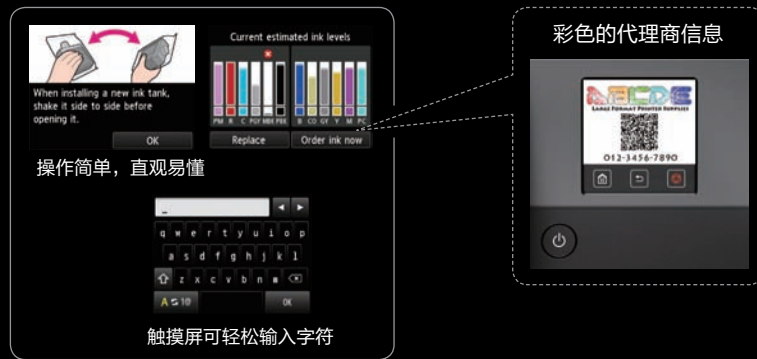 When installing a new ink tank,
shake it side to side before
opening it.
OK
Current estimated ink levels
PM R C PGY MBK PBK
B CO GY Y M PC
Replace
Order ink now
操作简单，直观易懂
_
q w e r t y u i o p
a s d f g h j k l
z x c v b n m
A 10
OK
触摸屏可轻松输入字符
彩色的代理商信息
ABCDE
LARGE FORMAT PRINTER SUPPLIES
012-3456-7890